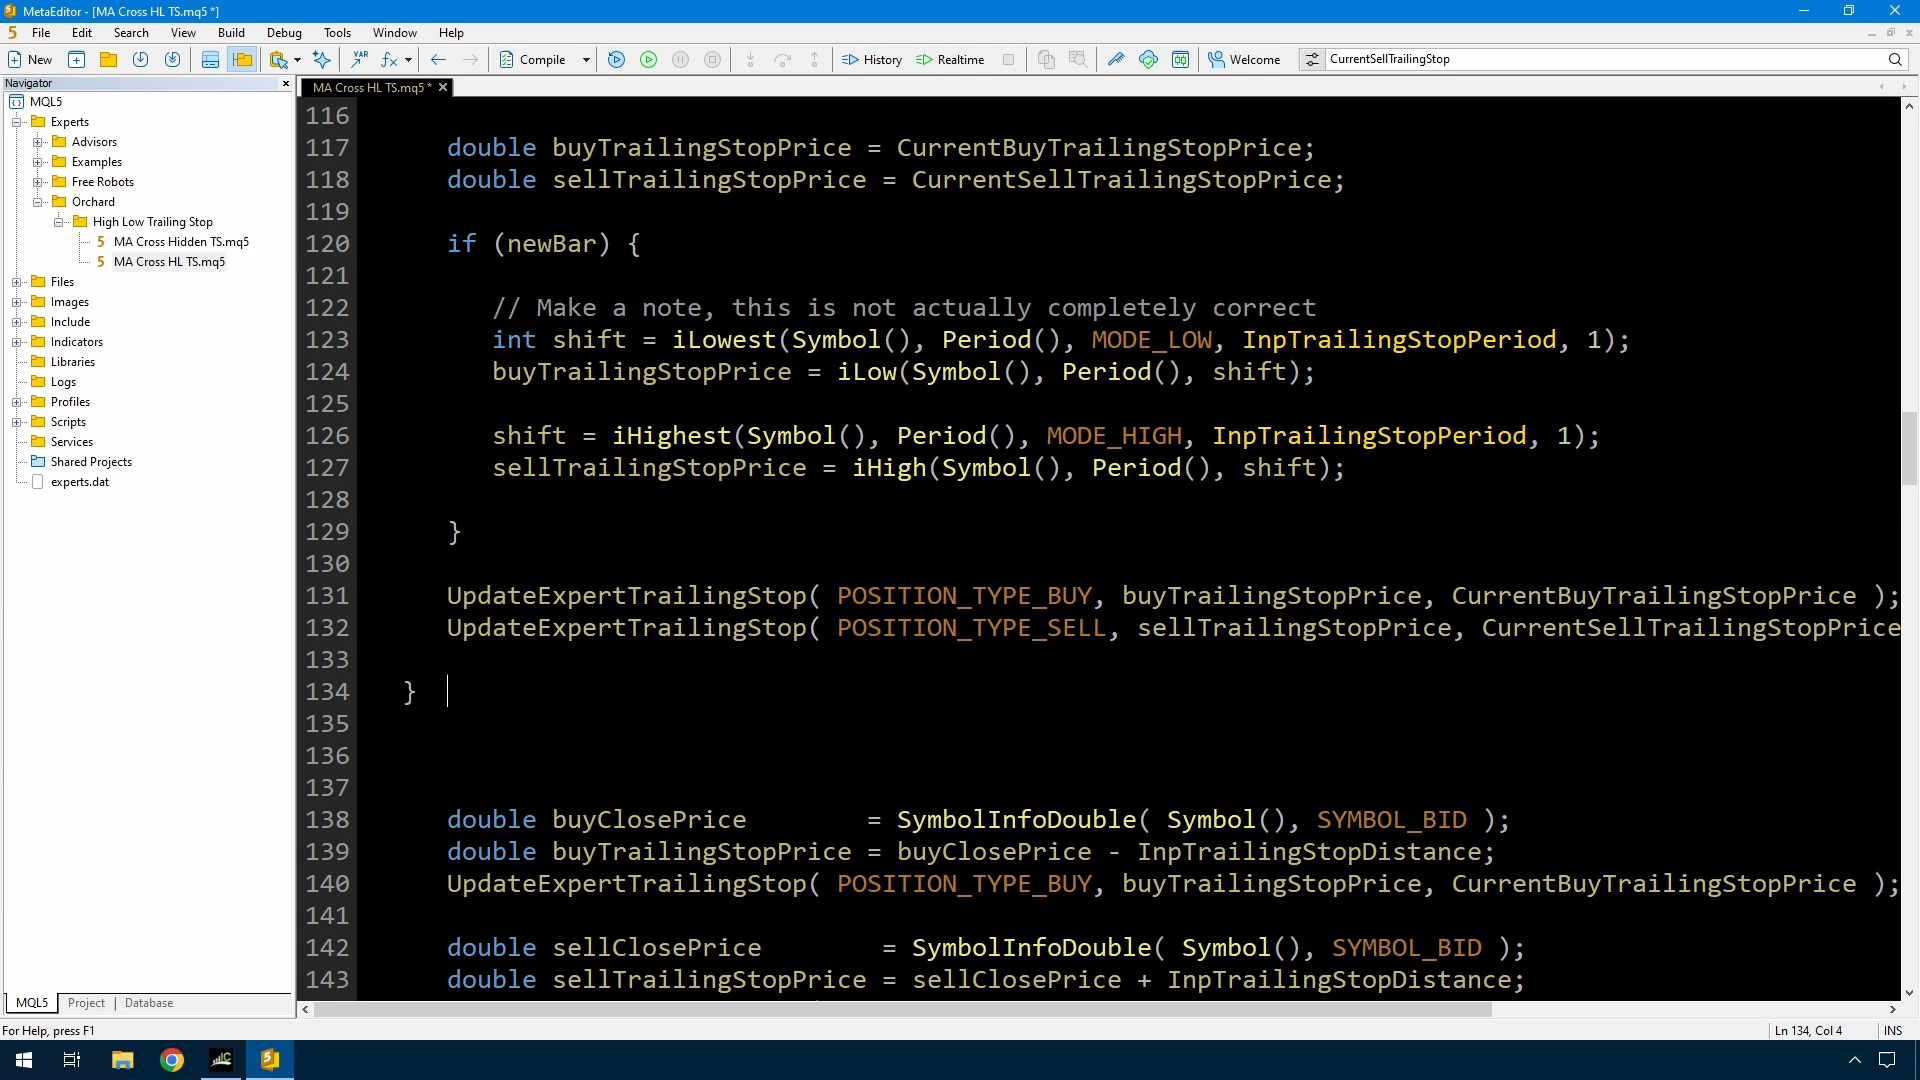 MetaEditor - [MA Cross HL TS.mq5 *]
File Edit Search View Build Debug Tools Window Help
New Compile History Realtime Welcome CurrentSellTrailingStop
Navigator
MA Cross HL TS.mq5 *
MQL5
Experts
Advisors
Examples
Free Robots
Orchard
High Low Trailing Stop
MA Cross Hidden TS.mq5
MA Cross HL TS.mq5
Files
Images
Include
Indicators
Libraries
Logs
Profiles
Scripts
Services
Shared Projects
experts.dat
MQL5 Project Database
116
117 double buyTrailingStopPrice = CurrentBuyTrailingStopPrice;
118 double sellTrailingStopPrice = CurrentSellTrailingStopPrice;
119
120 if (newBar) {
121
122 // Make a note, this is not actually completely correct
123 int shift = iLowest(Symbol(), Period(), MODE_LOW, InpTrailingStopPeriod, 1);
124 buyTrailingStopPrice = iLow(Symbol(), Period(), shift);
125
126 shift = iHighest(Symbol(), Period(), MODE_HIGH, InpTrailingStopPeriod, 1);
127 sellTrailingStopPrice = iHigh(Symbol(), Period(), shift);
128
129 }
130
131 UpdateExpertTrailingStop( POSITION_TYPE_BUY, buyTrailingStopPrice, CurrentBuyTrailingStopPrice );
132 UpdateExpertTrailingStop( POSITION_TYPE_SELL, sellTrailingStopPrice, CurrentSellTrailingStopPrice
133
134 }
135
136
137
138 double buyClosePrice = SymbolInfoDouble( Symbol(), SYMBOL_BID );
139 double buyTrailingStopPrice = buyClosePrice - InpTrailingStopDistance;
140 UpdateExpertTrailingStop( POSITION_TYPE_BUY, buyTrailingStopPrice, CurrentBuyTrailingStopPrice );
141
142 double sellClosePrice = SymbolInfoDouble( Symbol(), SYMBOL_BID );
143 double sellTrailingStopPrice = sellClosePrice + InpTrailingStopDistance;
For Help, press F1 Ln 134, Col 4 INS